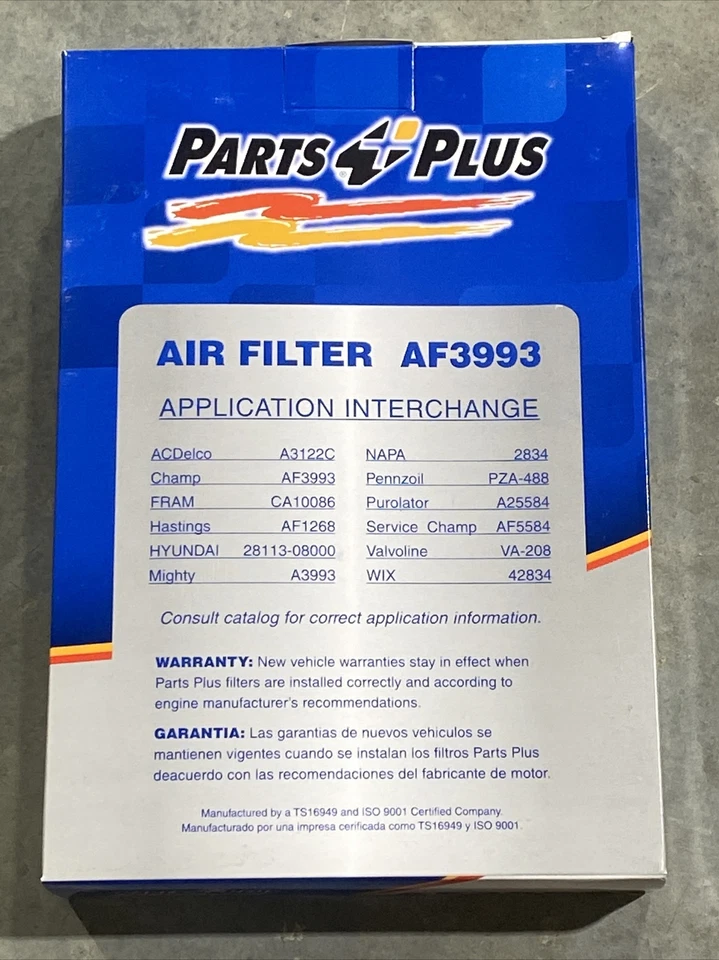 PARTS PLUS
®
AIR FILTER AF3993
APPLICATION INTERCHANGE
ACDelco A3122C
Champ AF3993
FRAM CA10086
Hastings AF1268
HYUNDAI 28113-08000
Mighty A3993
NAPA 2834
Pennzoil PZA-488
Purolator A25584
Service Champ AF5584
Valvoline VA-208
WIX 42834
Consult catalog for correct application information.
WARRANTY: New vehicle warranties stay in effect when
Parts Plus filters are installed correctly and according to
engine manufacturer's recommendations.
GARANTIA: Las garantias de nuevos vehiculos se
mantienen vigentes cuando se instalan los filtros Parts Plus
deacuerdo con las recomendaciones del fabricante de motor.
Manufactured by a TS16949 and ISO 9001 Certified Company.
Manufacturado por una impresa cerificada como TS16949 y ISO 9001.